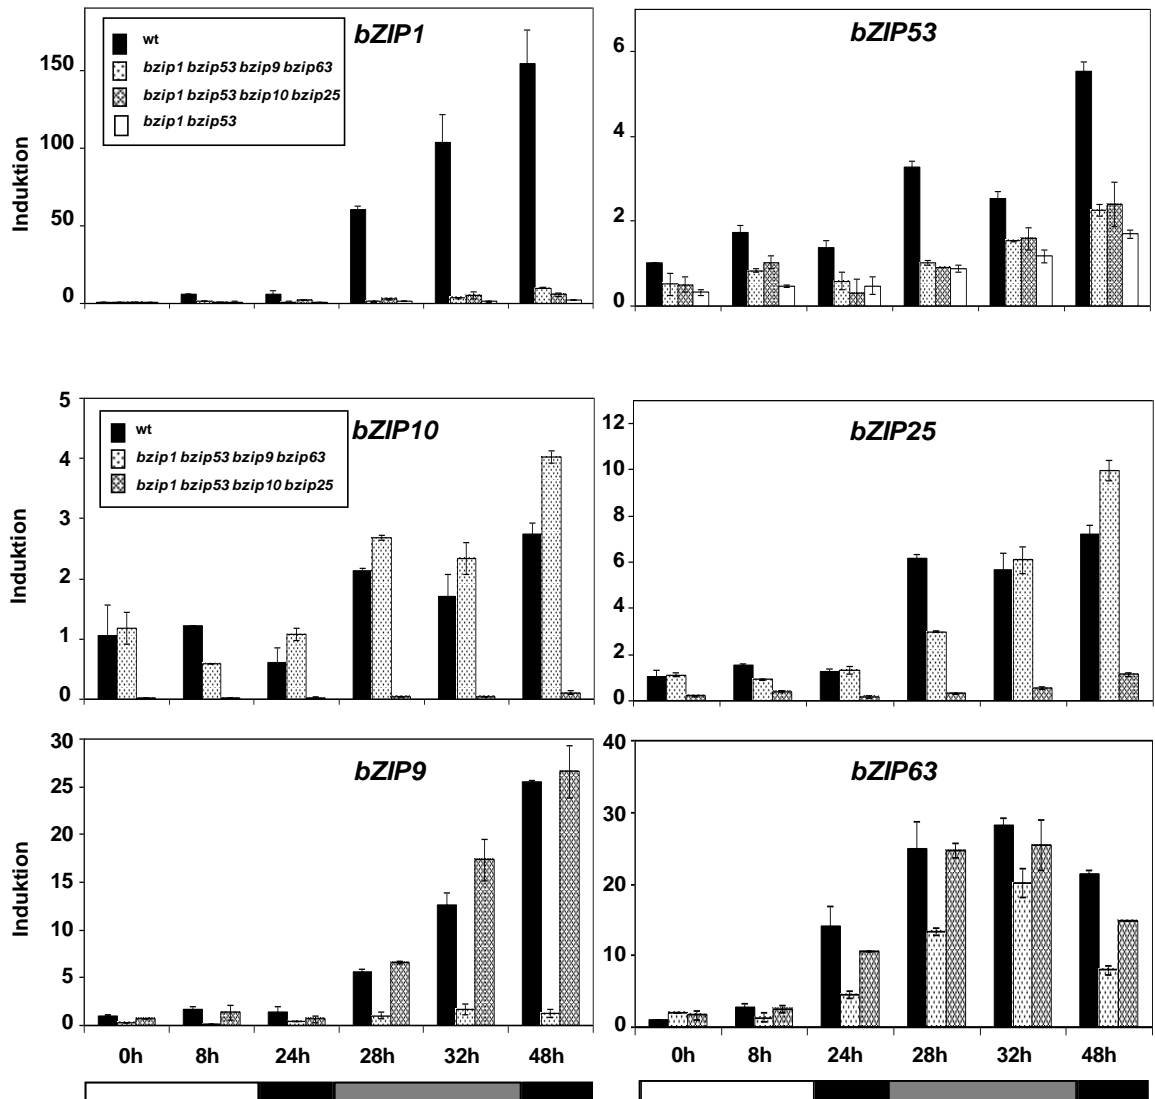 bZIP1
wt
bzip1 bzip53 bzip9 bzip63
bzip1 bzip53 bzip10 bzip25
bzip1 bzip53
Induktion
150
100
50
0
bZIP53
6
4
2
0
bZIP10
wt
bzip1 bzip53 bzip9 bzip63
bzip1 bzip53 bzip10 bzip25
Induktion
5
4
3
2
1
0
bZIP25
12
10
8
6
4
2
0
bZIP9
Induktion
30
25
20
15
10
5
0
0h 8h 24h 28h 32h 48h
bZIP63
40
30
20
10
0
0h 8h 24h 28h 32h 48h